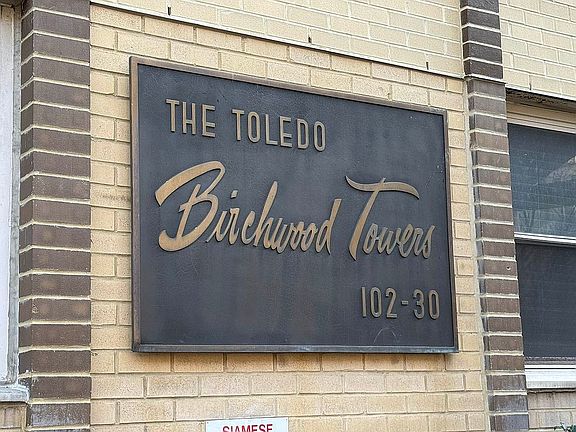 THE TOLEDO
Birchwood Towers
102-30
SIAMESE